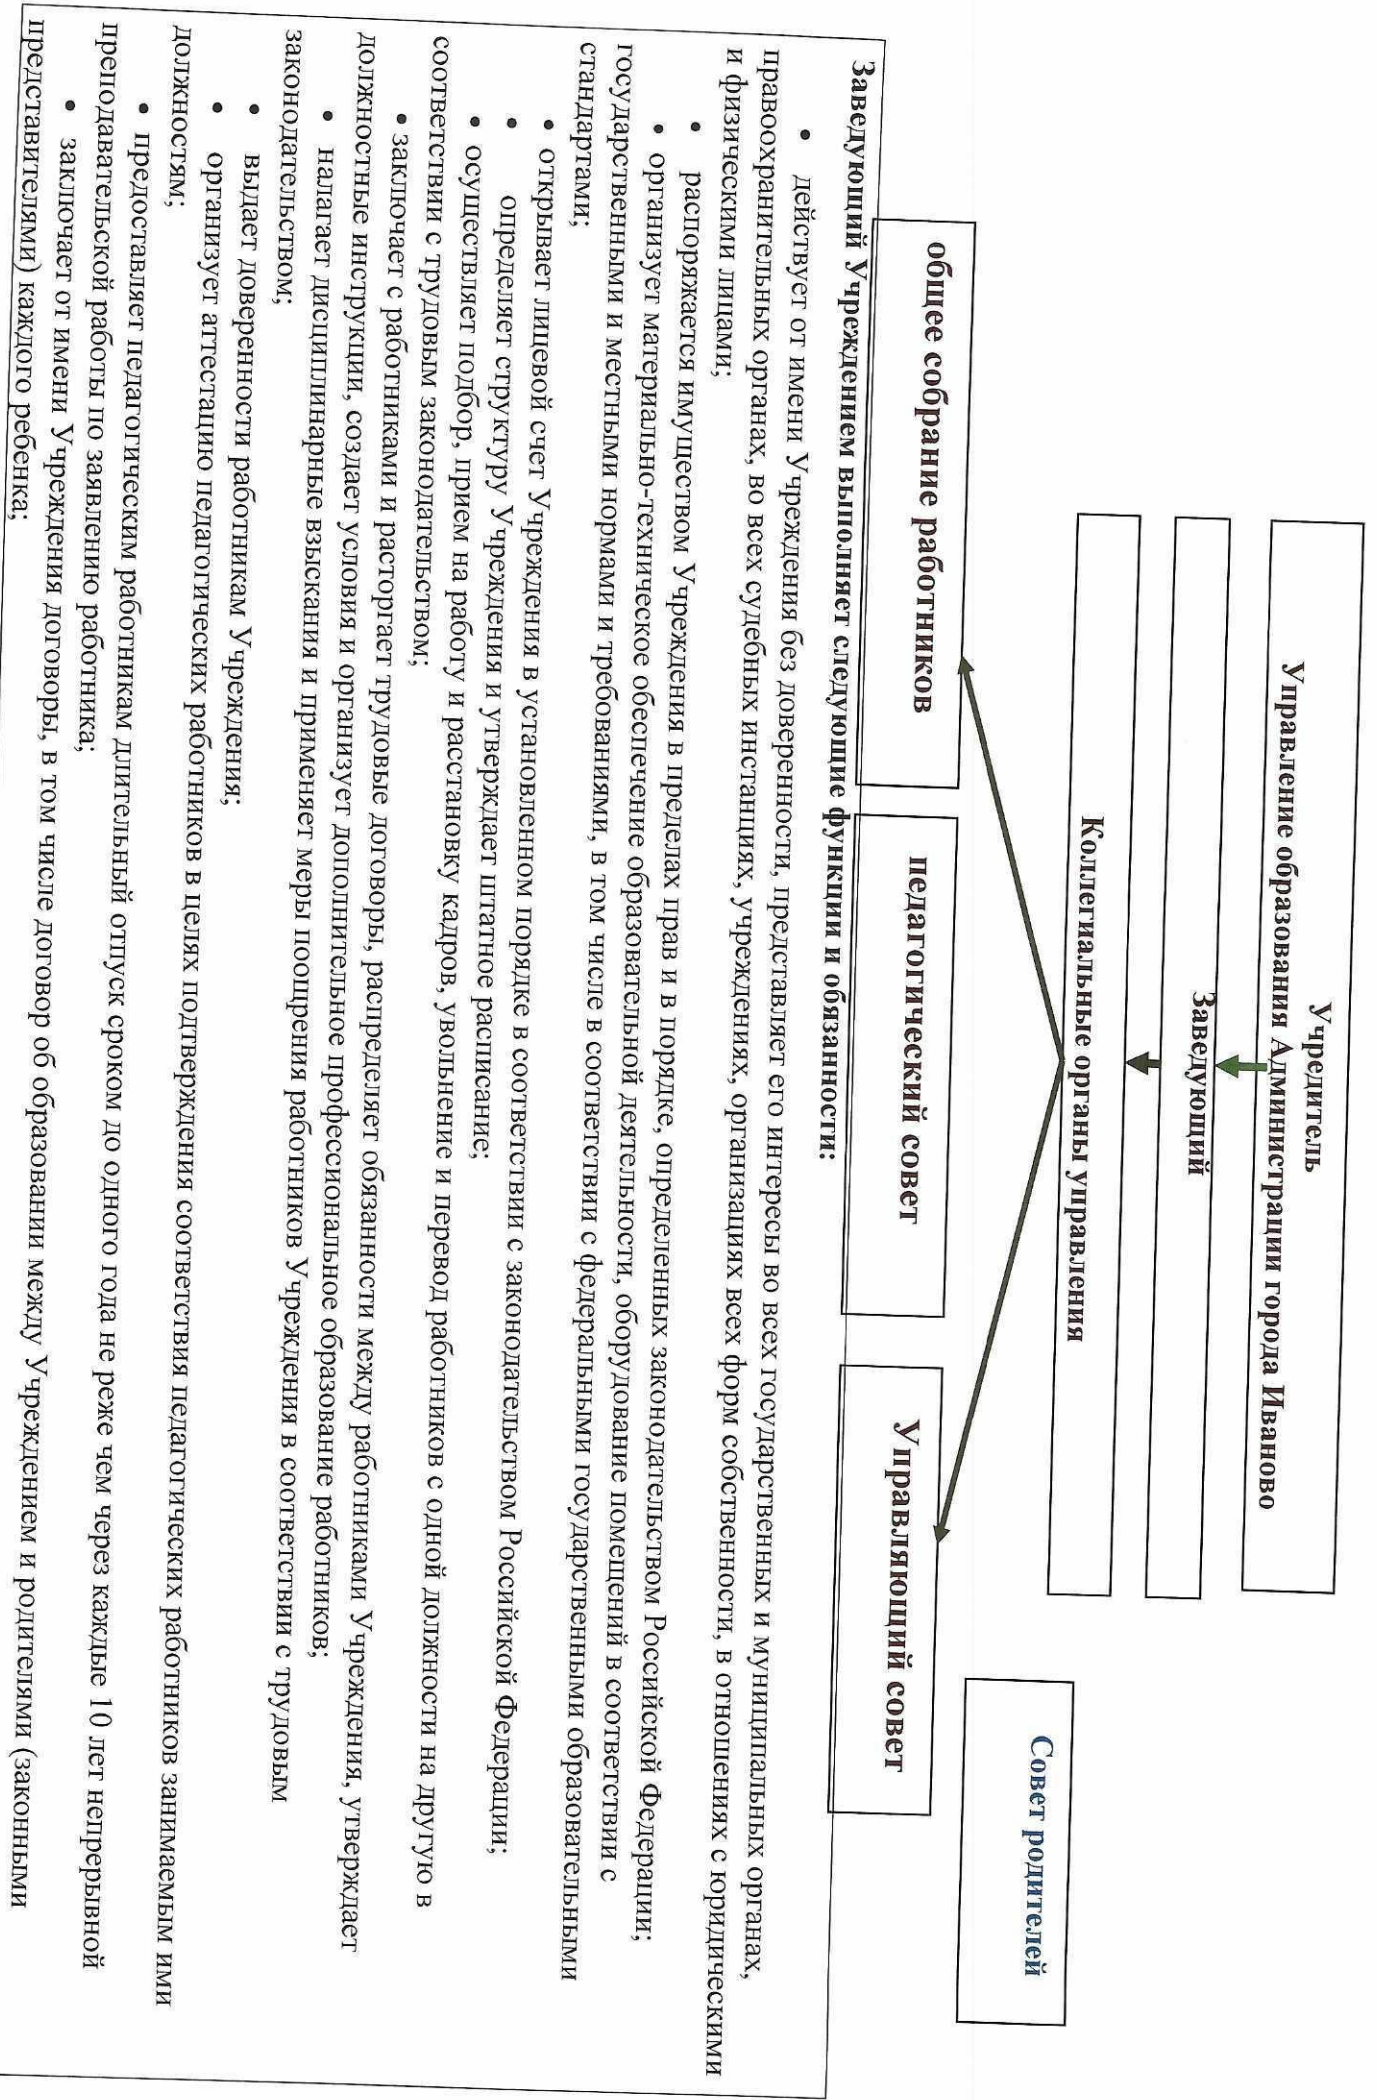 Учредитель
Управление образования Администрации города Иваново
Заведующий
Коллегиальные органы управления
Совет родителей
общее собрание работников
педагогический совет
Управляющий совет
Заведующий Учреждением выполняет следующие функции и обязанности:
• действует от имени Учреждения без доверенности, представляет его интересы во всех государственных и муниципальных органах,
правоохранительных органах, во всех судебных инстанциях, учреждениях, организациях всех форм собственности, в отношениях с юридическими
и физическими лицами;
• распоряжается имуществом Учреждения в пределах прав и в порядке, определенных законодательством Российской Федерации;
• организует материально-техническое обеспечение образовательной деятельности, оборудование помещений в соответствии с
государственными и местными нормами и требованиями, в том числе в соответствии с федеральными государственными образовательными
стандартами;
• открывает лицевой счет Учреждения в установленном порядке в соответствии с законодательством Российской Федерации;
• определяет структуру Учреждения и утверждает штатное расписание;
• осуществляет подбор, прием на работу и расстановку кадров, увольнение и перевод работников с одной должности на другую в
соответствии с трудовым законодательством;
• заключает с работниками и расторгает трудовые договоры, распределяет обязанности между работниками Учреждения, утверждает
должностные инструкции, создает условия и организует дополнительное профессиональное образование работников;
• налагает дисциплинарные взыскания и применяет меры поощрения работников Учреждения в соответствии с трудовым
законодательством;
• выдает доверенности работникам Учреждения;
• организует аттестацию педагогических работников в целях подтверждения соответствия педагогических работников занимаемым ими
должностям;
• предоставляет педагогическим работникам длительный отпуск сроком до одного года не реже чем через каждые 10 лет непрерывной
преподавательской работы по заявлению работника;
• заключает от имени Учреждения договоры, в том числе договор об образовании между Учреждением и родителями (законными
представителями) каждого ребенка;